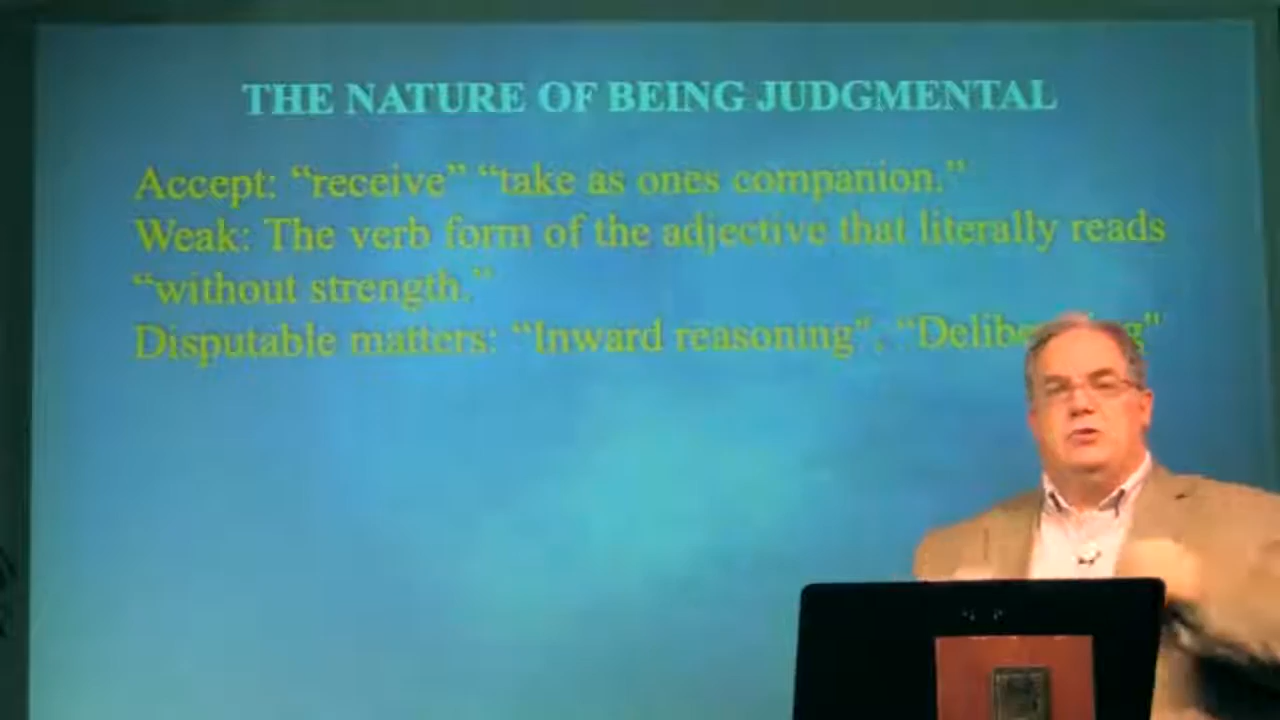 THE NATURE OF BEING JUDGMENTAL
Accept: “receive” “take as ones companion.”
Weak: The verb form of the adjective that literally reads
“without strength.”
Disputable matters: “Inward reasoning”, “